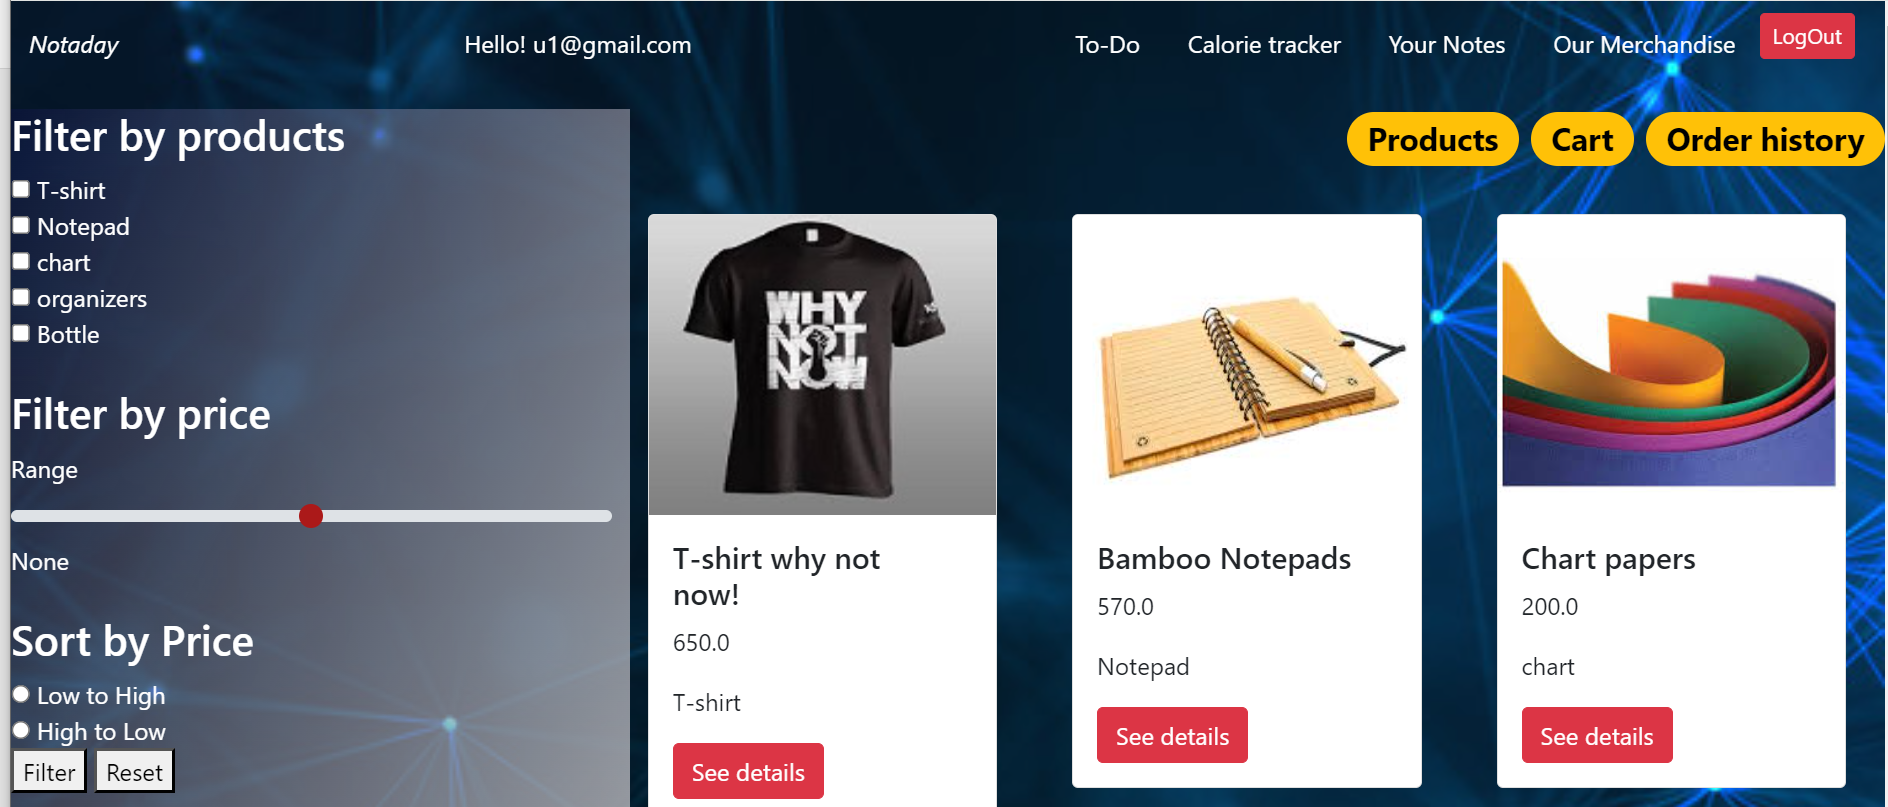 Notaday
Hello! u1@gmail.com
To-Do
Calorie tracker
Your Notes
Our Merchandise
LogOut
Products
Cart
Order history
Filter by products
T-shirt
Notepad
chart
organizers
Bottle
Filter by price
Range
None
Sort by Price
Low to High
High to Low
Filter
Reset
WHY
NOT
NOW
T-shirt why not
now!
650.0
T-shirt
See details
Bamboo Notepads
570.0
Notepad
See details
Chart papers
200.0
chart
See details